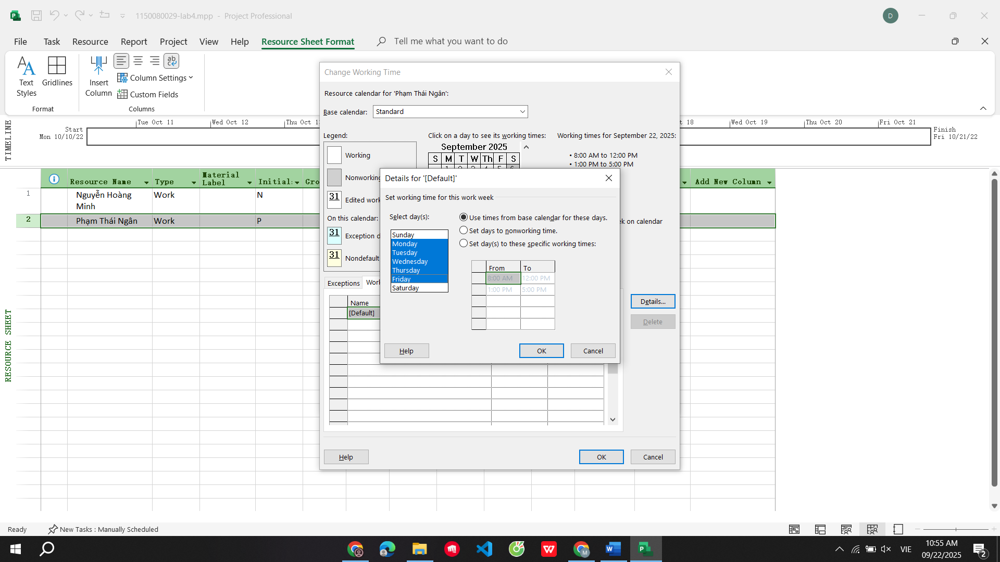 1150080029-lab4.mpp - Project Professional
D
File Task Resource Report Project View Help Resource Sheet Format Tell me what you want to do
Text Styles
Gridlines
Format
Insert Column
ab
Column Settings
Custom Fields
Columns
TIMELINE
Start
Mon 10/10/22
Tue Oct 11
Wed Oct 12
Thu Oct 1
t 18
Wed Oct 19
Thu Oct 20
Fri Oct 21
Finish
Fri 10/21/22
RESOURCE SHEET
Resource Name Type Material Label Initial: Gro Add New Column
1 Nguyễn Hoàng Minh Work N
2 Phạm Thái Ngân Work P
Change Working Time
Resource calendar for 'Phạm Thái Ngân':
Base calendar: Standard
Legend:
Working
Nonworking
31 Edited work
On this calendar:
31 Exception d
31 Nondefault
Click on a day to see its working times:
September 2025
S M T W Th F S
Working times for September 22, 2025:
• 8:00 AM to 12:00 PM
• 1:00 PM to 5:00 PM
k on calendar
Exceptions Work
Name
[Default]
Details...
Delete
Help
OK
Cancel
Details for '[Default]'
Set working time for this work week
Select day(s):
Sunday
Monday
Tuesday
Wednesday
Thursday
Friday
Saturday
Use times from base calendar for these days.
Set days to nonworking time.
Set day(s) to these specific working times:
From To
8:00 AM 12:00 PM
1:00 PM 5:00 PM
Help
OK
Cancel
Ready
New Tasks : Manually Scheduled
VIE
10:55 AM
09/22/2025
2